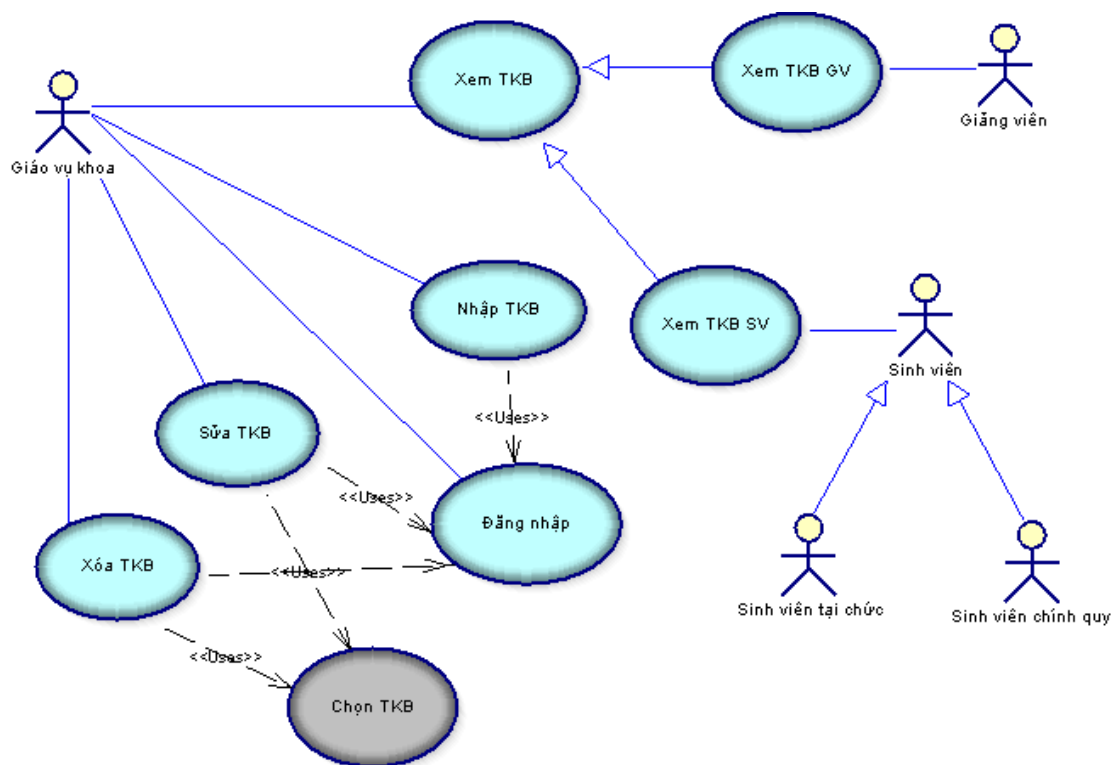 Xem TKB
Xem TKB GV
Giảng viên
Giáo vụ khoa
Nhập TKB
Xem TKB SV
Sinh viên
<<Uses>>
Sửa TKB
<<Uses>>
Đăng nhập
Xóa TKB
<<Uses>>
Sinh viên tại chức
Sinh viên chính quy
<<Uses>>
Chọn TKB